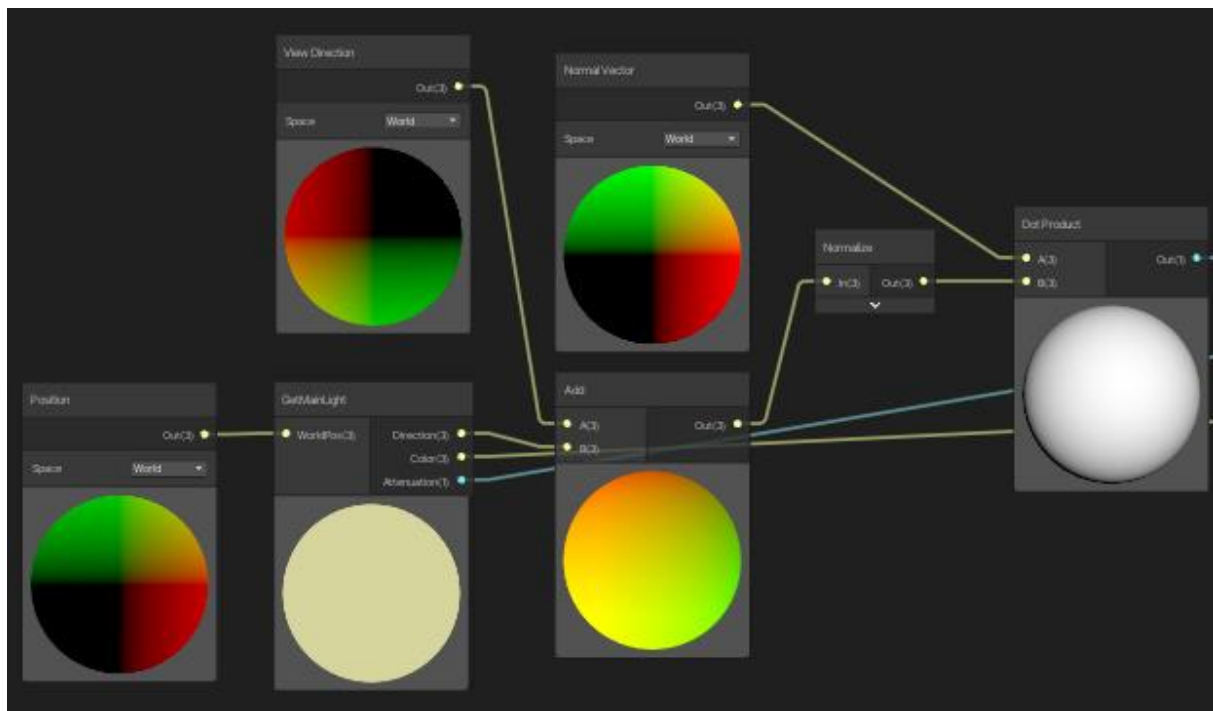 View Direction
Out(3)
Space World
Normal Vector
Out(3)
Space World
Normalize
In(3) Out(3)
Dot Product
A(3) Out(1)
B(3)
Position
Out(3)
Space World
GetMainLight
WorldPos(3) Direction(3)
Color(3)
Attenuation(1)
Add
A(3) Out(3)
B(3)